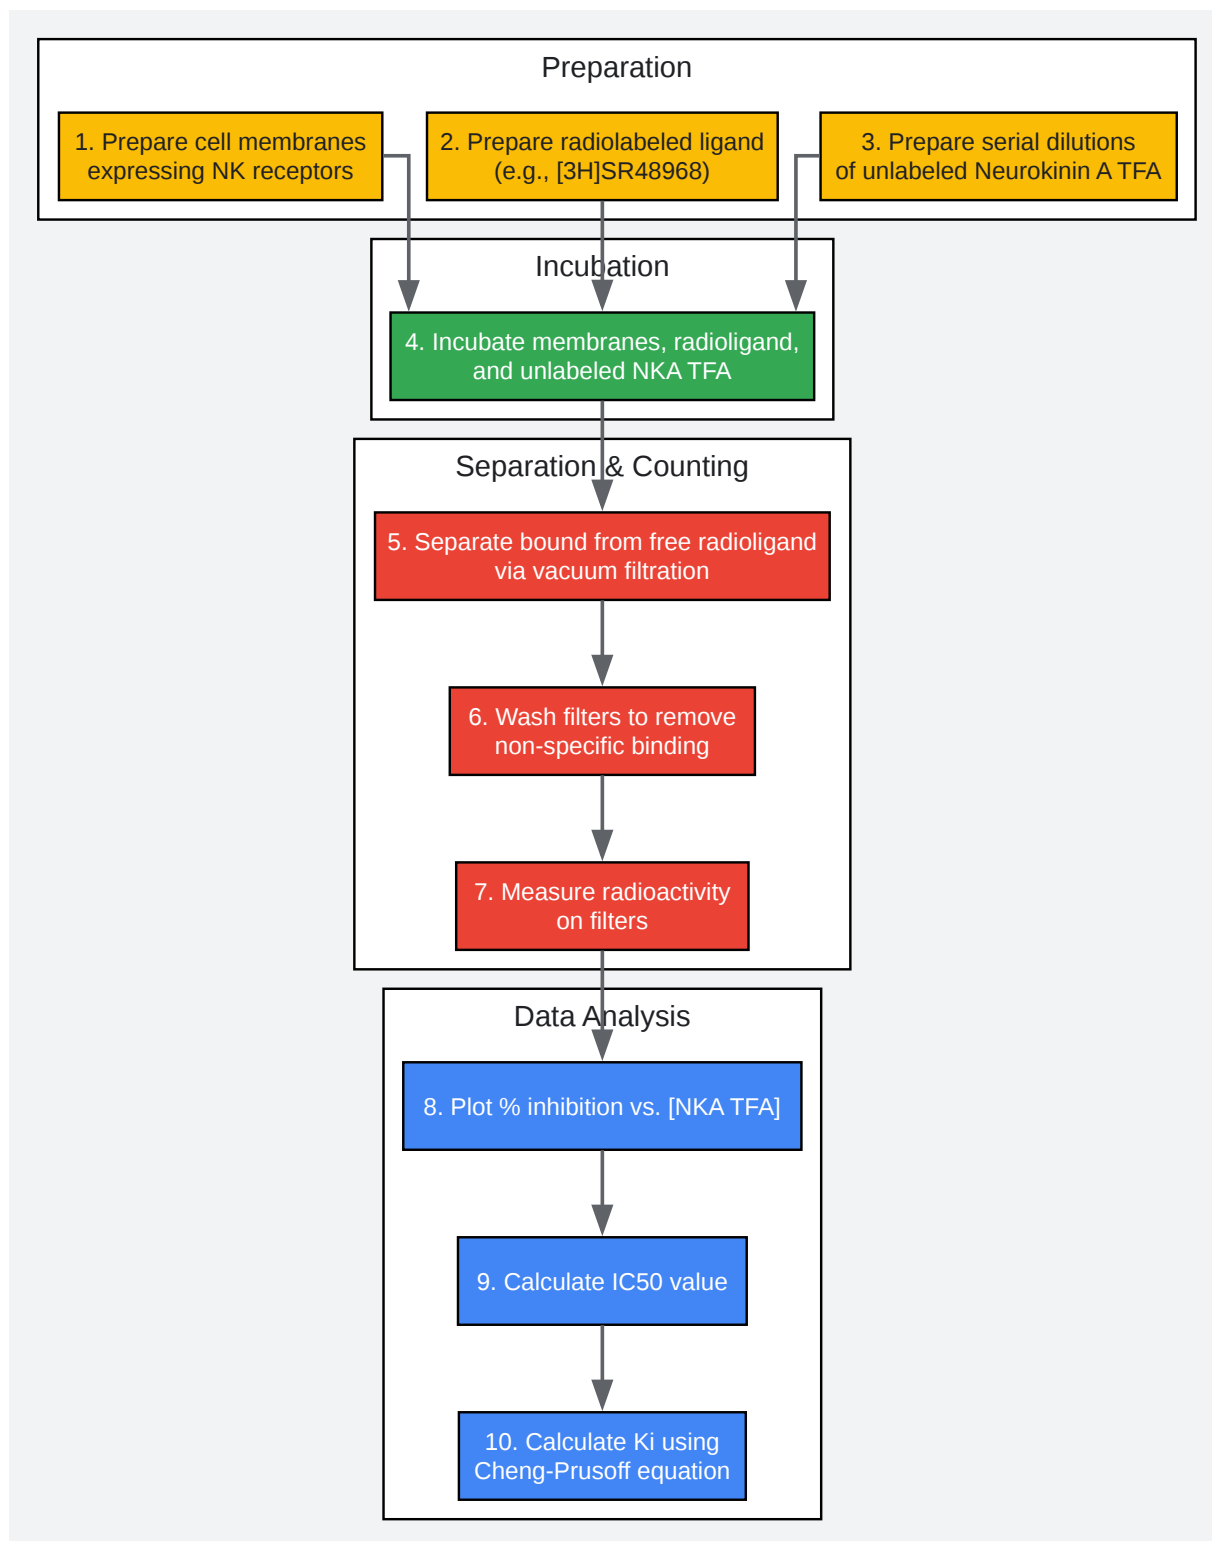 Preparation
1. Prepare cell membranes
expressing NK receptors
2. Prepare radiolabeled ligand
(e.g., [3H]SR48968)
3. Prepare serial dilutions
of unlabeled Neurokinin A TFA
Incubation
4. Incubate membranes, radioligand,
and unlabeled NKA TFA
Separation & Counting
5. Separate bound from free radioligand
via vacuum filtration
6. Wash filters to remove
non-specific binding
7. Measure radioactivity
on filters
Data Analysis
8. Plot % inhibition vs. [NKA TFA]
9. Calculate IC50 value
10. Calculate Ki using
Cheng-Prusoff equation